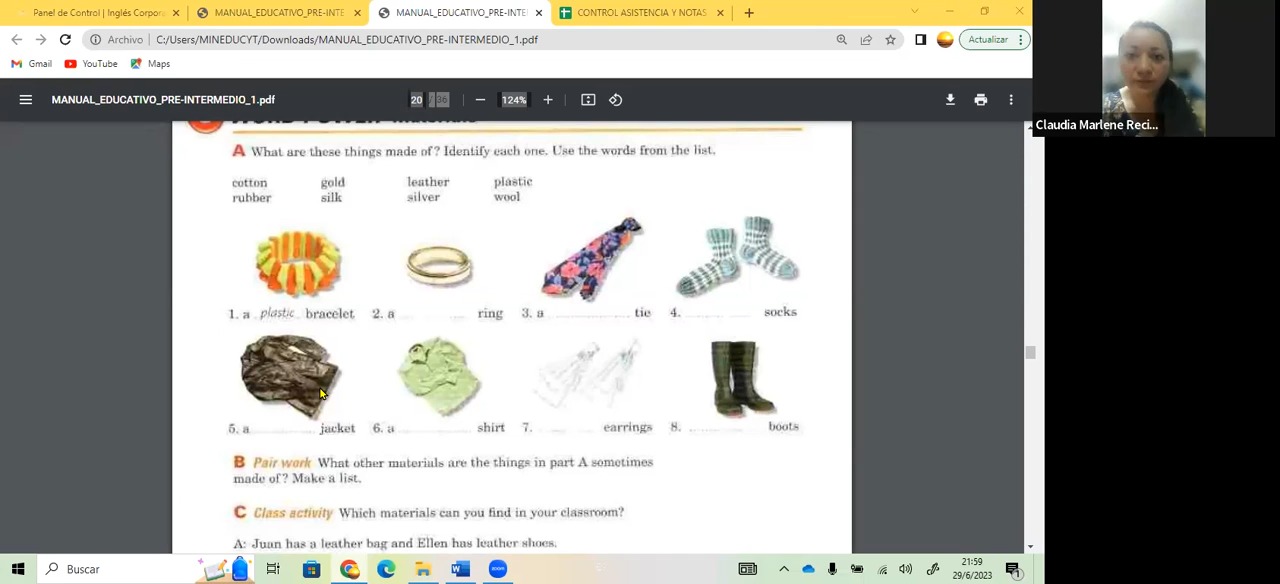 Panel de Control | Inglés Corpora
MANUAL_EDUCATIVO_PRE-INTE
MANUAL_EDUCATIVO_PRE-INTE
CONTROL ASISTENCIA Y NOTAS
Archivo
C:/Users/MINEDUCYT/Downloads/MANUAL_EDUCATIVO_PRE-INTERMEDIO_1.pdf
Actualizar
Gmail
YouTube
Maps
Claudia Marlene Reci...
MANUAL_EDUCATIVO_PRE-INTERMEDIO_1.pdf
20 / 36
124%
A What are these things made of? Identify each one. Use the words from the list.
cotton gold leather plastic
rubber silk silver wool
1. a plastic bracelet 2. a ring 3. a tie 4. socks
5. a jacket 6. a shirt 7. earrings 8. boots
B Pair work What other materials are the things in part A sometimes
made of? Make a list.
C Class activity Which materials can you find in your classroom?
A: Juan has a leather bag and Ellen has leather shoes.
Buscar
21:59
29/6/2023